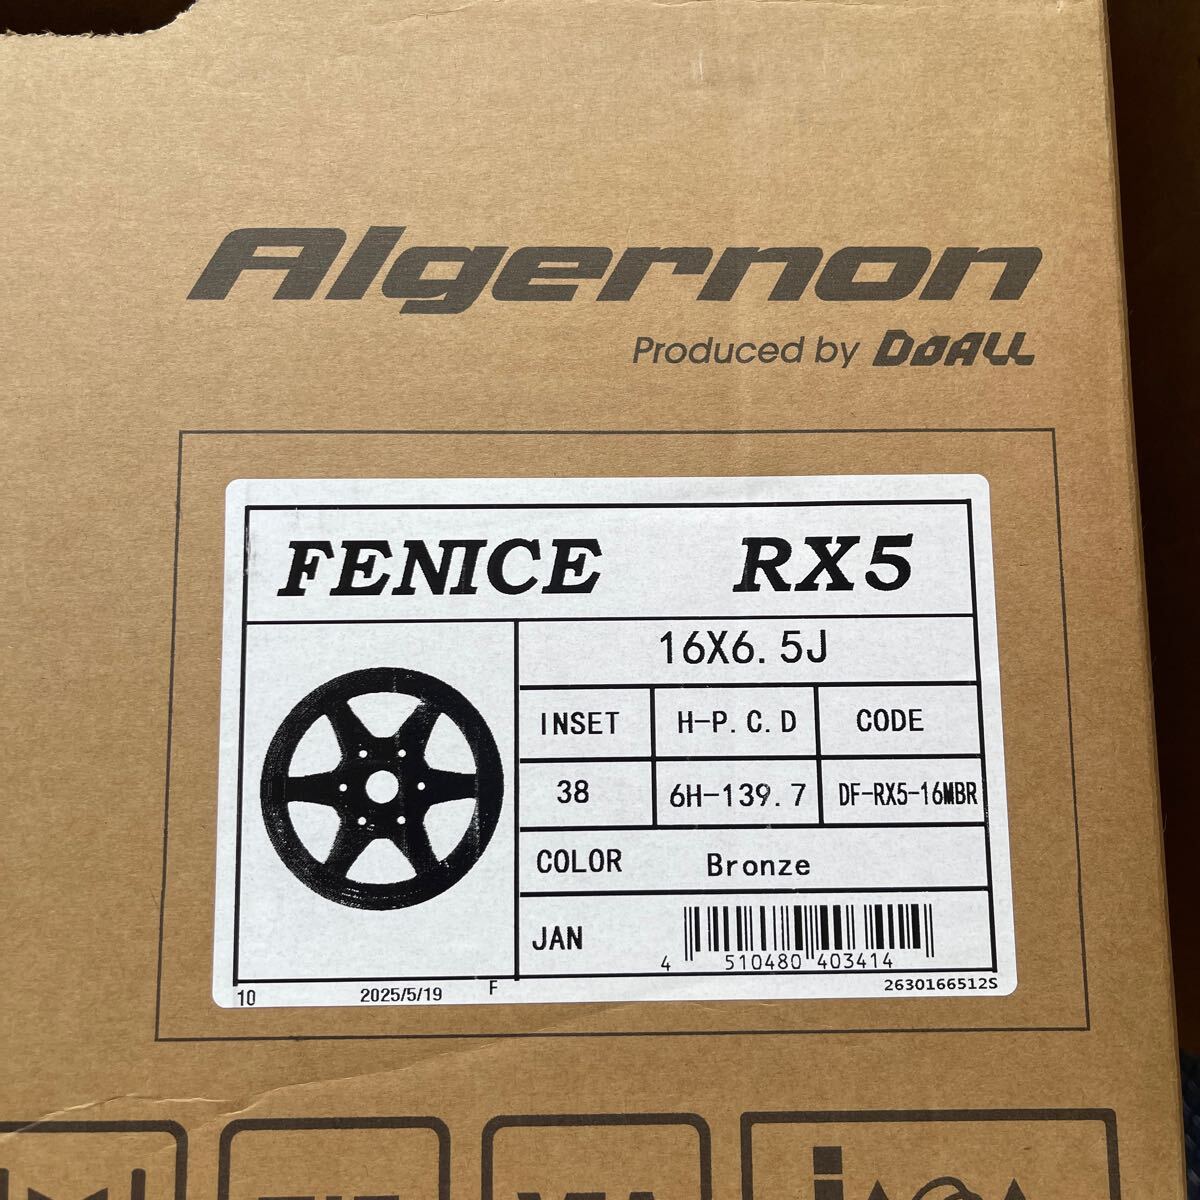 Algernon
Produced by DOALL
FENICE RX5
16X6.5J
INSET H-P.C.D CODE
38 6H-139.7 DF-RX5-16MBR
COLOR Bronze
JAN
4 510480 403414
10 2025/5/19 F 2630166512S